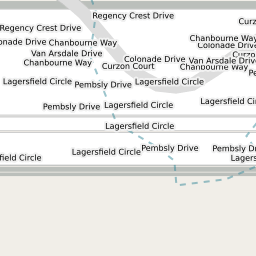 Regency Crest Drive
Curz
Regency Crest Drive
onade Drive
Chanbourne Way
Chanbourne Way
Colonade Drive
Van Arsdale Drive
Curzo
Chanbourne Way
Curzon Court
Colonade Drive
Van Arsdale Drive
Chanbourne Way
Pe
Lagersfield Circle
Pembsly Drive
Lagersfield Circle
Pembsly Drive
Lagersfield Circle
Lagersfield Ci
Lagersfield Circle
field Circle
Lagersfield Circle
Pembsly Drive
Pembsly D
Lagers